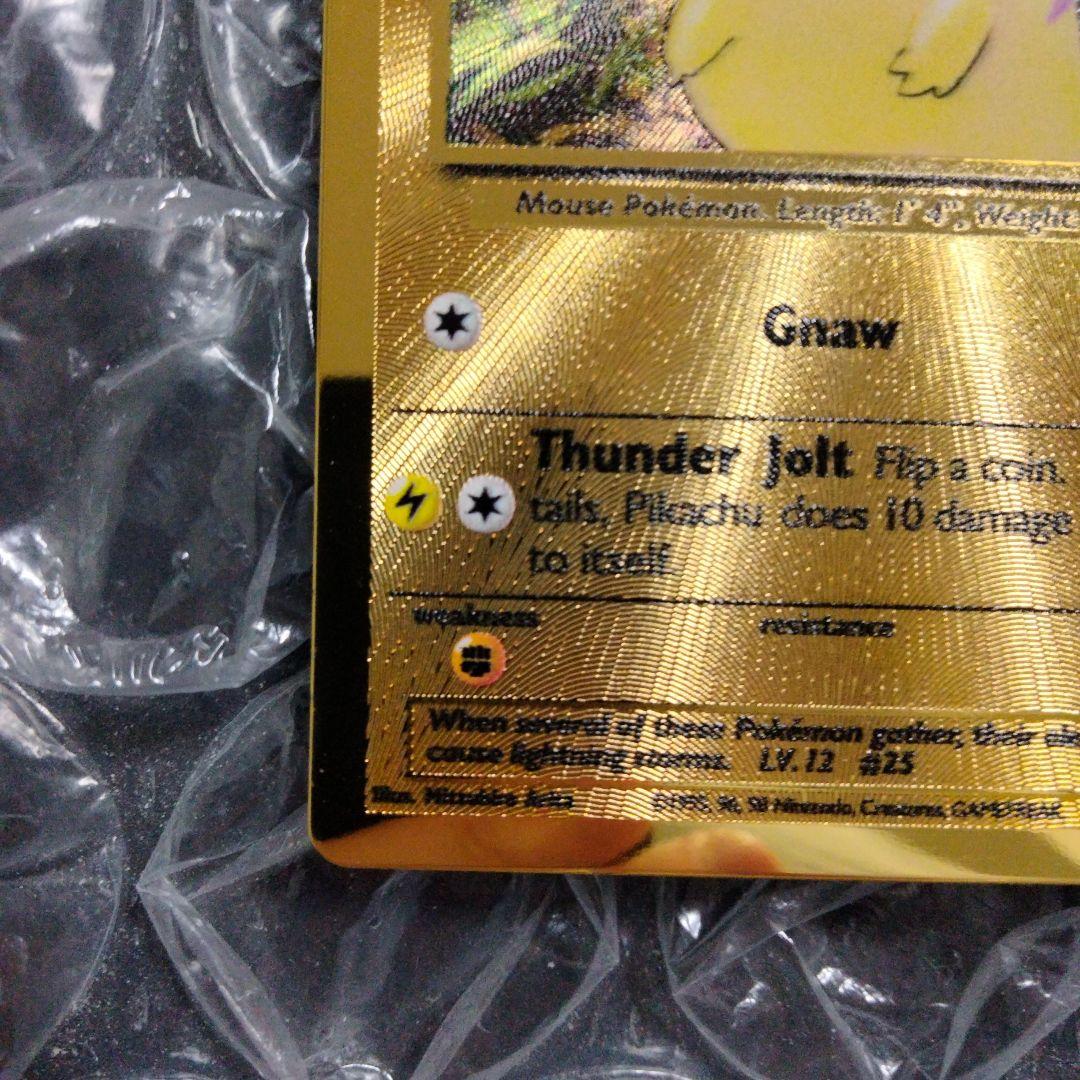 Mouse Pokémon. Length: 1' 4", Weight:
Gnaw
Thunder Jolt Flip a coin.
tails, Pikachu does 10 damage
to itself.
weakness resistance
When several of these Pokémon gather, their
cause lightning storms. LV. 12 #25
Illus. Mitsuhiro Arita ©1995, 96, 98 Nintendo, Creatures, GAMEFREAK